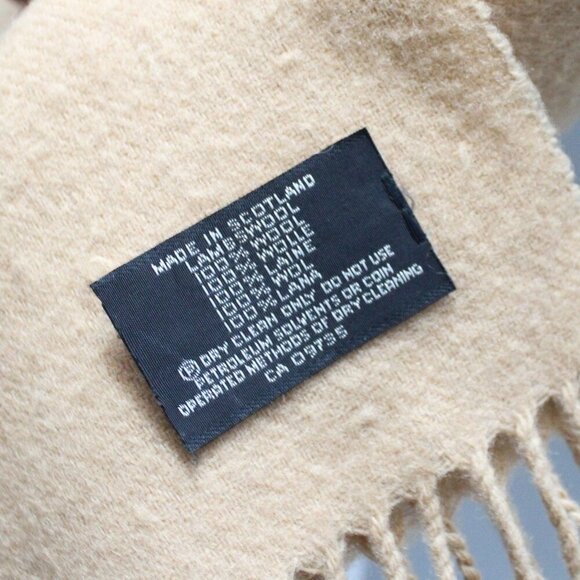 MADE IN SCOTLAND
LAMBSWOOL
100% WOOL
100% WOLLE
100% LAINE
100% WOL
100% LANA
Ⓟ DRY CLEAN ONLY DO NOT USE
PETROLEUM SOLVENTS OR COIN
OPERATED METHODS OF DRY CLEANING
CA 09735